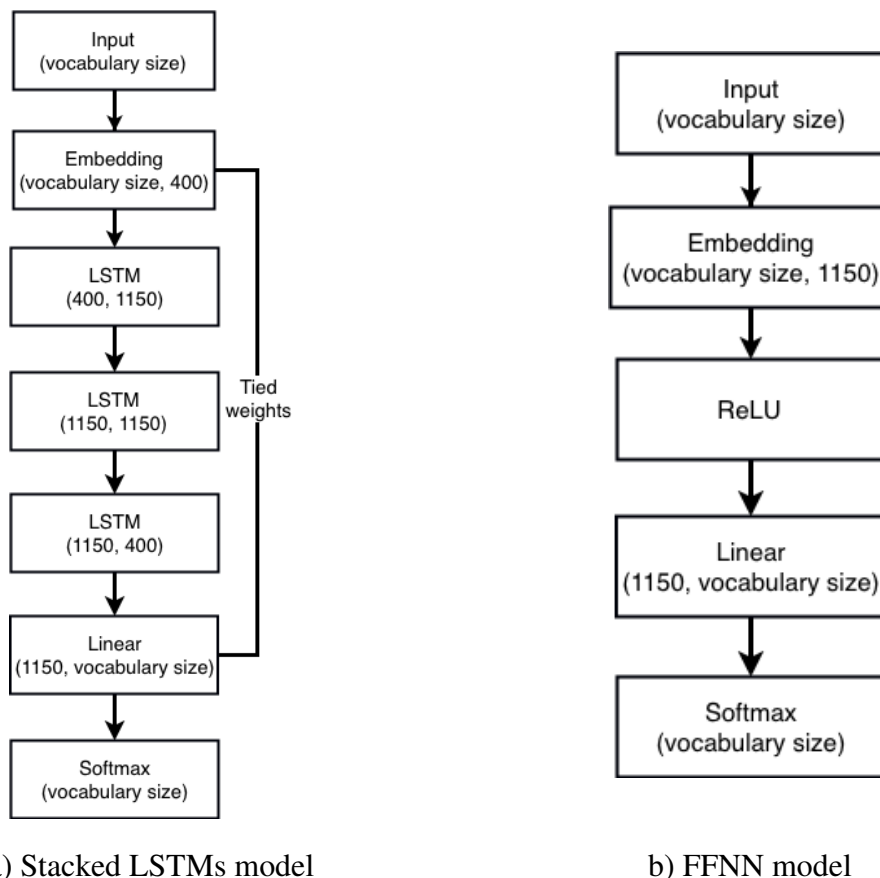 Input
(vocabulary size)
Embedding
(vocabulary size, 400)
LSTM
(400, 1150)
LSTM
(1150, 1150)
LSTM
(1150, 400)
Linear
(1150, vocabulary size)
Softmax
(vocabulary size)
Tied
weights
) Stacked LSTMs model
Input
(vocabulary size)
Embedding
(vocabulary size, 1150)
ReLU
Linear
(1150, vocabulary size)
Softmax
(vocabulary size)
b) FFNN model